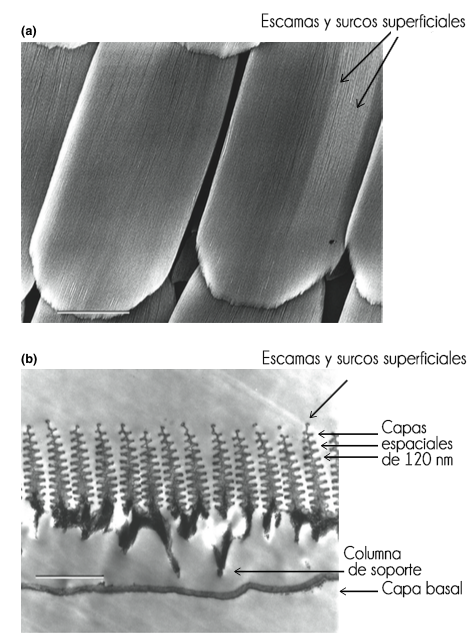 Escamas y surcos superficiales
(a)
(b)
Escamas y surcos superficiales
Capas
espaciales
de 120 nm
Columna
de soporte
Capa basal